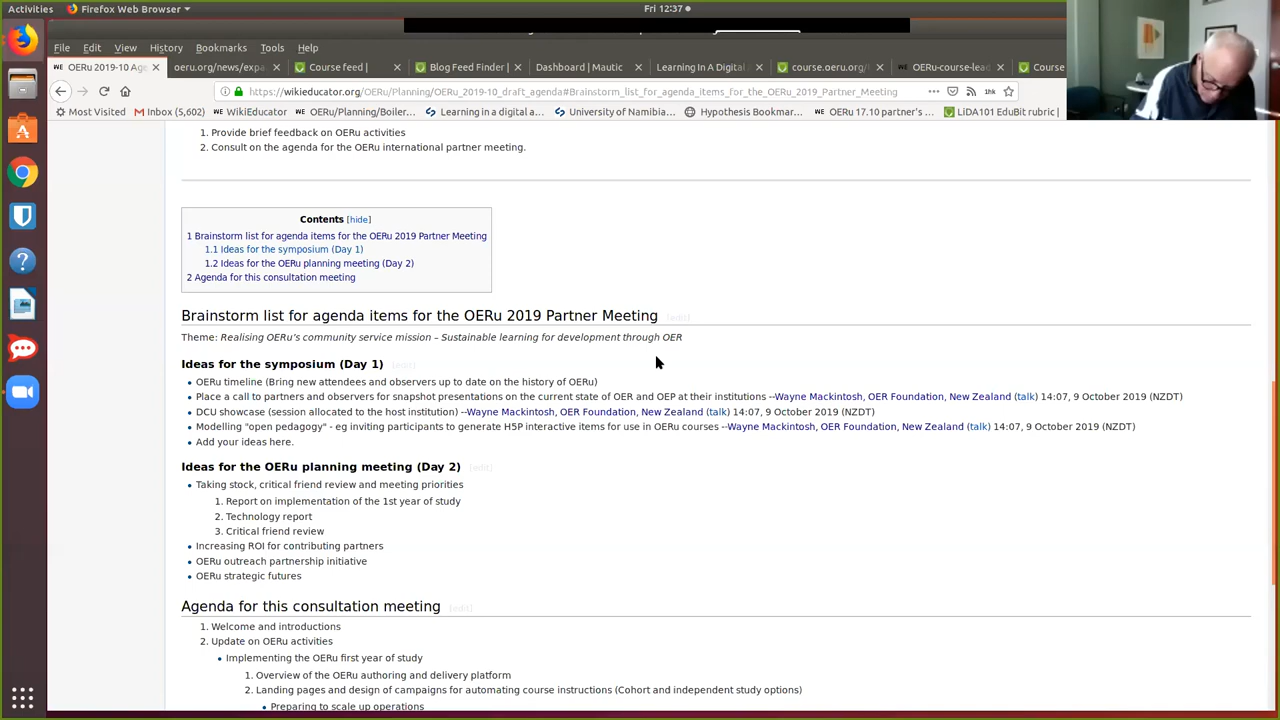 Activities Firefox Web Browser Fri 12:37
File Edit View History Bookmarks Tools Help
WE OERu 2019-10 Age oeru.org/news/expa Course feed | Blog Feed Finder | Dashboard | Mautic Learning In A Digital course.oeru.org/ WE OERu-course-lead Course
https://wikieducator.org/OERu/Planning/OERu_2019-10_draft_agenda#Brainstorm_list_for_agenda_items_for_the_OERu_2019_Partner_Meeting
Most Visited Inbox (5,602) WE WikiEducator WE OERu/Planning/Boiler... Learning in a digital ... University of Namibia... Hypothesis Bookmar... WE OERu 17.10 partner's ... LiDA101 EduBit rubric |
1. Provide brief feedback on OERu activities
2. Consult on the agenda for the OERu international partner meeting.
Contents [hide]
1 Brainstorm list for agenda items for the OERu 2019 Partner Meeting
1.1 Ideas for the symposium (Day 1)
1.2 Ideas for the OERu planning meeting (Day 2)
2 Agenda for this consultation meeting
Brainstorm list for agenda items for the OERu 2019 Partner Meeting [edit]
Theme: Realising OERu's community service mission – Sustainable learning for development through OER
Ideas for the symposium (Day 1) [edit]
OERu timeline (Bring new attendees and observers up to date on the history of OERu)
Place a call to partners and observers for snapshot presentations on the current state of OER and OEP at their institutions --Wayne Mackintosh, OER Foundation, New Zealand (talk) 14:07, 9 October 2019 (NZDT)
DCU showcase (session allocated to the host institution) --Wayne Mackintosh, OER Foundation, New Zealand (talk) 14:07, 9 October 2019 (NZDT)
Modelling "open pedagogy" - eg inviting participants to generate H5P interactive items for use in OERu courses --Wayne Mackintosh, OER Foundation, New Zealand (talk) 14:07, 9 October 2019 (NZDT)
Add your ideas here.
Ideas for the OERu planning meeting (Day 2) [edit]
Taking stock, critical friend review and meeting priorities
1. Report on implementation of the 1st year of study
2. Technology report
3. Critical friend review
Increasing ROI for contributing partners
OERu outreach partnership initiative
OERu strategic futures
Agenda for this consultation meeting [edit]
1. Welcome and introductions
2. Update on OERu activities
Implementing the OERu first year of study
1. Overview of the OERu authoring and delivery platform
2. Landing pages and design of campaigns for automating course instructions (Cohort and independent study options)
Preparing to scale up operations